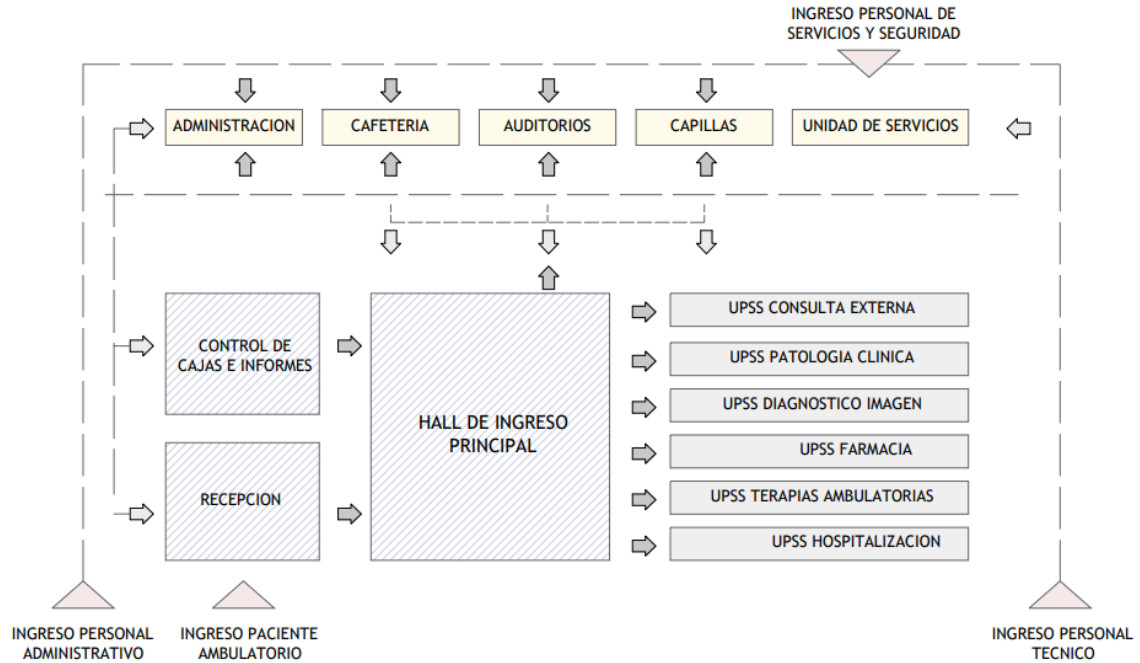 INGRESO PERSONAL DE
SERVICIOS Y SEGURIDAD
ADMINISTRACION
CAFETERIA
AUDITORIOS
CAPILLAS
UNIDAD DE SERVICIOS
CONTROL DE
CAJAS E INFORMES
RECEPCION
HALL DE INGRESO
PRINCIPAL
UPSS CONSULTA EXTERNA
UPSS PATOLOGIA CLINICA
UPSS DIAGNOSTICO IMAGEN
UPSS FARMACIA
UPSS TERAPIAS AMBULATORIAS
UPSS HOSPITALIZACION
INGRESO PERSONAL
ADMINISTRATIVO
INGRESO PACIENTE
AMBULATORIO
INGRESO PERSONAL
TECNICO